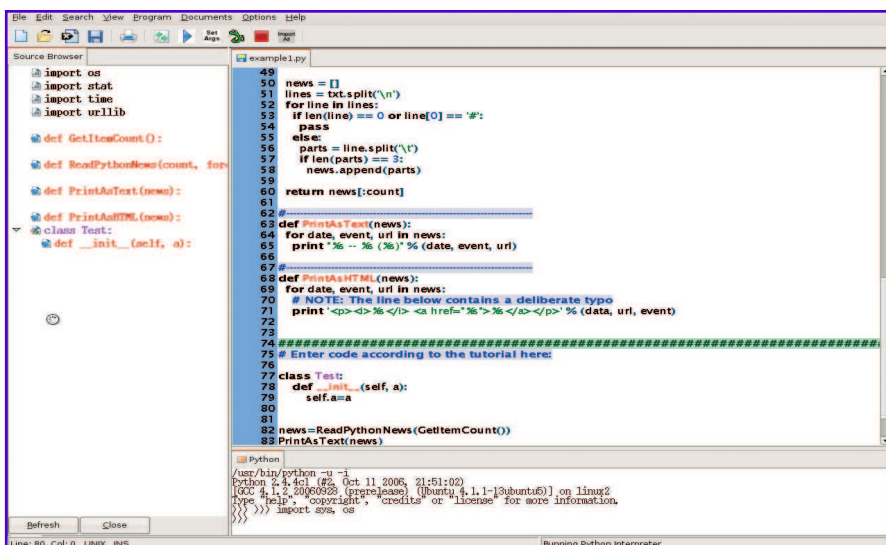 File Edit Search View Program Documents Options Help
Set Args
Import All
Source Browser
import os
import stat
import time
import urllib
def GetItemCount():
def ReadPythonNews(count, for
def PrintAsText(news):
def PrintAsHTML(news):
class Test:
def __init__(self, a):
Refresh Close
example1.py
49
50 news = []
51 lines = txt.split('\n')
52 for line in lines:
53 if len(line) == 0 or line[0] == '#':
54 pass
55 else:
56 parts = line.split('\t')
57 if len(parts) == 3:
58 news.append(parts)
59
60 return news[:count]
61
62 #------------------------------------------------------------
63 def PrintAsText(news):
64 for date, event, url in news:
65 print "%s -- %s (%s)" % (date, event, url)
66
67 #------------------------------------------------------------
68 def PrintAsHTML(news):
69 for date, event, url in news:
70 # NOTE: The line below contains a deliberate typo
71 print '<p><i>%s</i> <a href="%s">%s</a></p>' % (data, url, event)
72
73
74 ################################################################################
75 # Enter code according to the tutorial here:
76
77 class Test:
78 def __init__(self, a):
79 self.a=a
80
81
82 news=ReadPythonNews(GetItemCount())
83 PrintAsText(news)
Python
/usr/bin/python -u -i
Python 2.4.4c1 (#2, Oct 11 2006, 21:51:02)
[GCC 4.1.2 20060928 (prerelease) (Ubuntu 4.1.1-13ubuntu5)] on linux2
Type "help", "copyright", "credits" or "license" for more information.
>>> >>> import sys, os
>>>
Line: 80 Col: 0 UNIX INS Running Python Interpreter